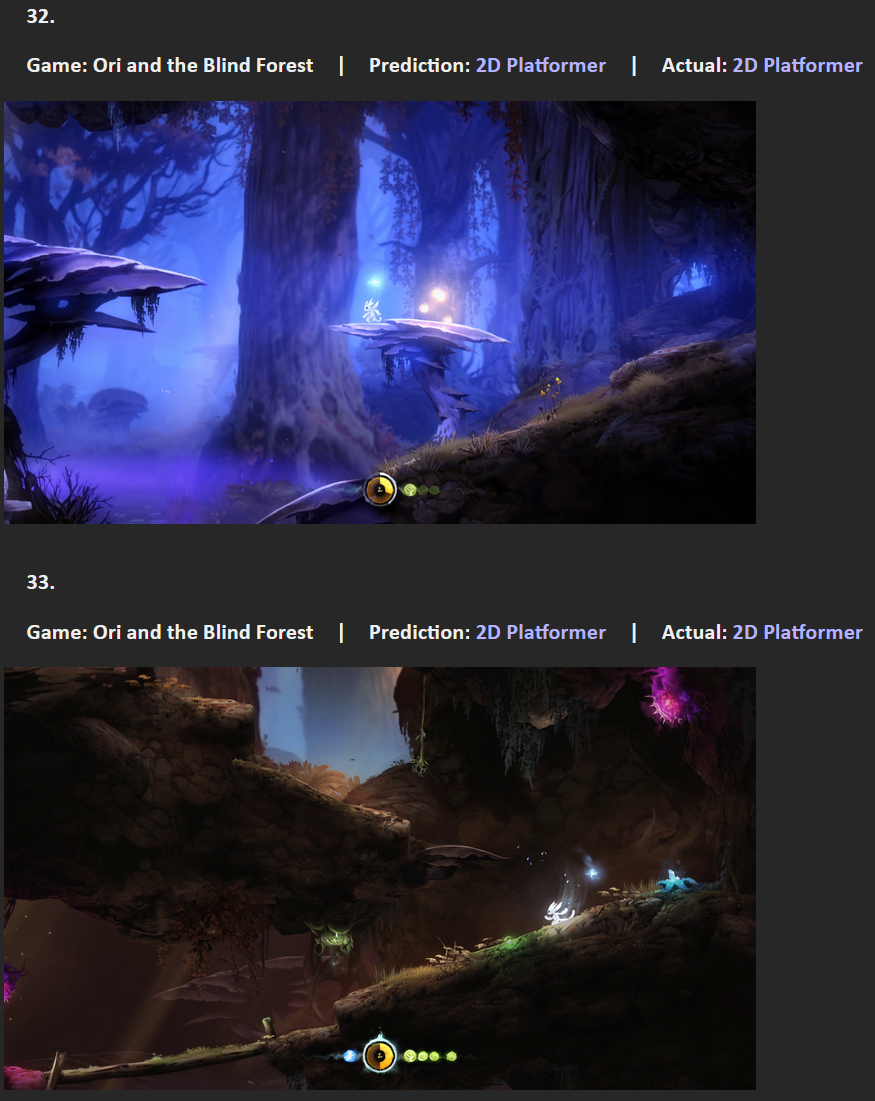 32.
Game: Ori and the Blind Forest | Prediction: 2D Platformer | Actual: 2D Platformer
33.
Game: Ori and the Blind Forest | Prediction: 2D Platformer | Actual: 2D Platformer